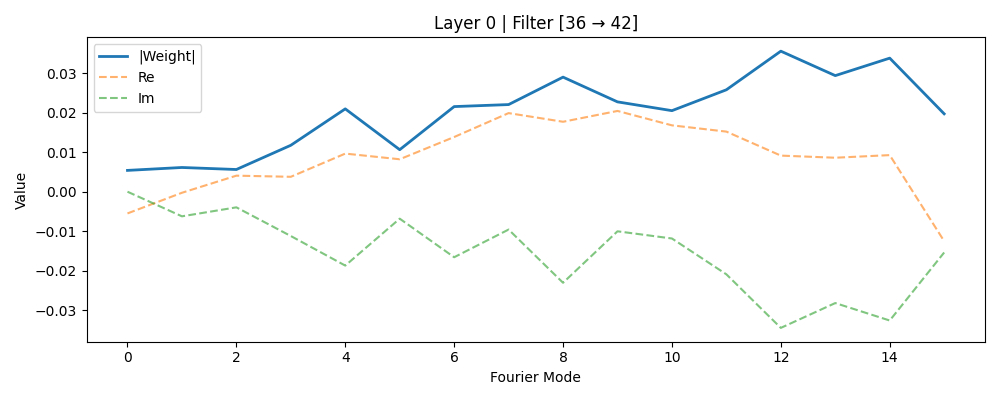 Layer 0 | Filter [36 → 42]
|Weight|
Re
Im
Value
0.03
0.02
0.01
0.00
−0.01
−0.02
−0.03
0 2 4 6 8 10 12 14
Fourier Mode